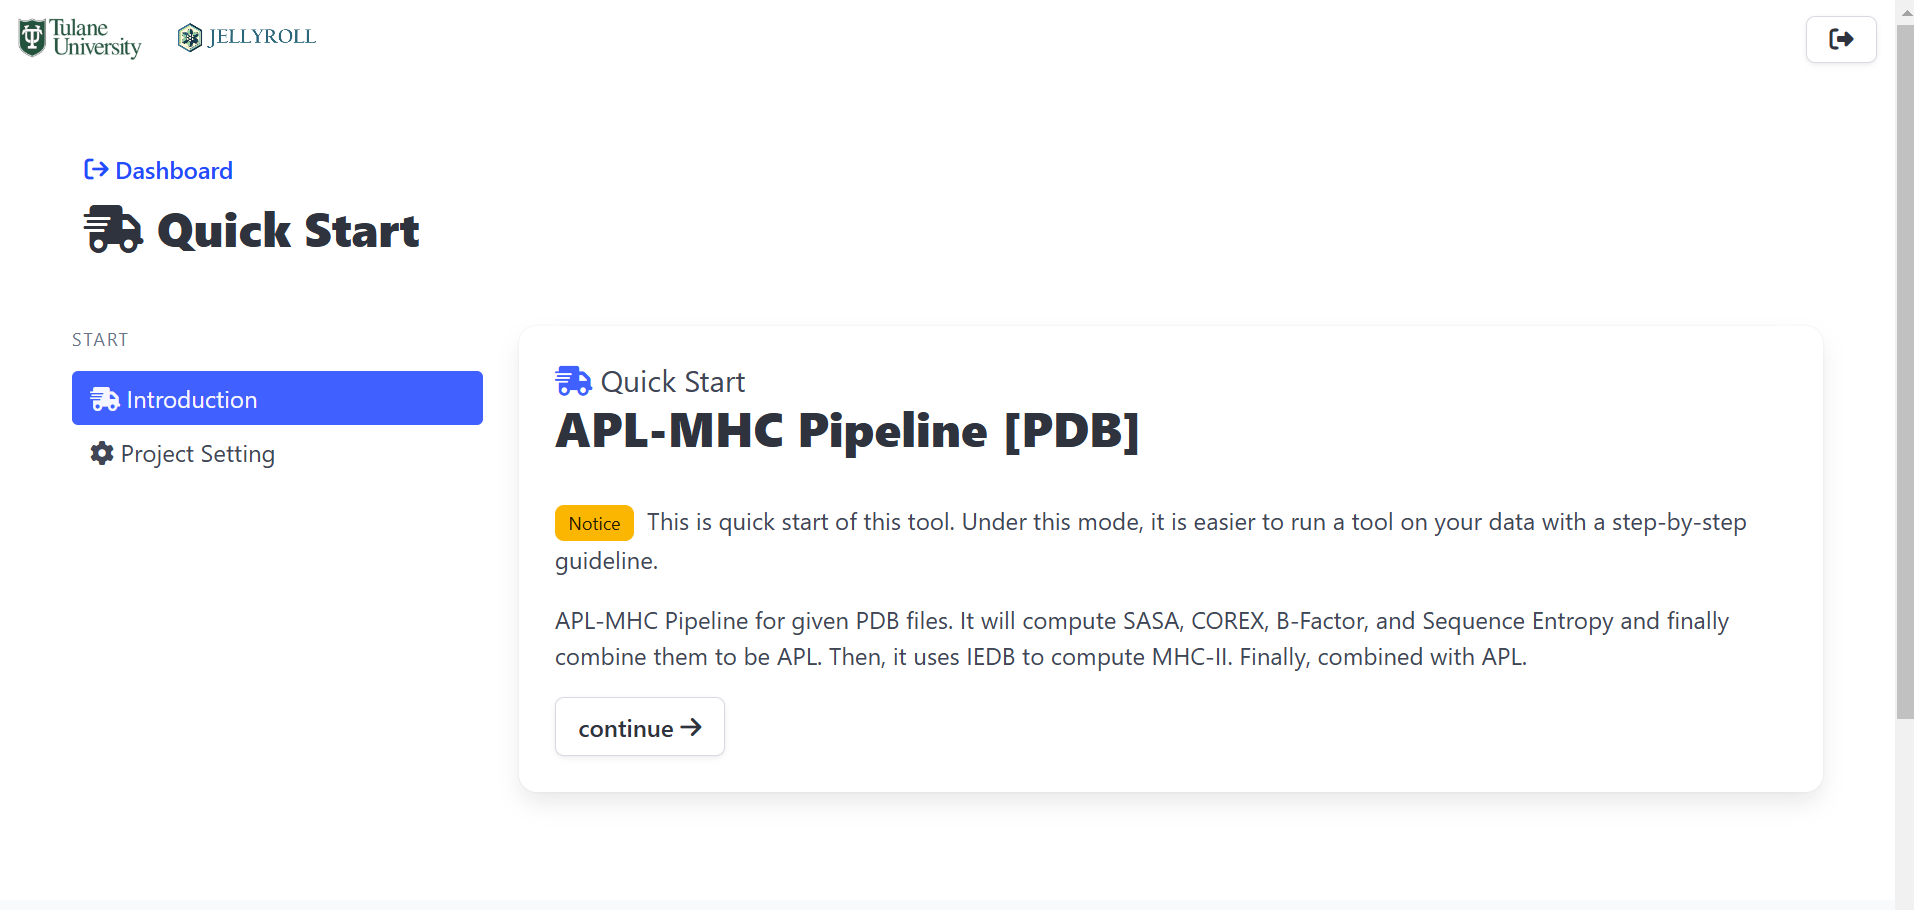 Tulane
University
JELLYROLL
Dashboard
Quick Start
START
Introduction
Project Setting
Quick Start
APL-MHC Pipeline [PDB]
Notice This is quick start of this tool. Under this mode, it is easier to run a tool on your data with a step-by-step
guideline.
APL-MHC Pipeline for given PDB files. It will compute SASA, COREX, B-Factor, and Sequence Entropy and finally
combine them to be APL. Then, it uses IEDB to compute MHC-II. Finally, combined with APL.
continue